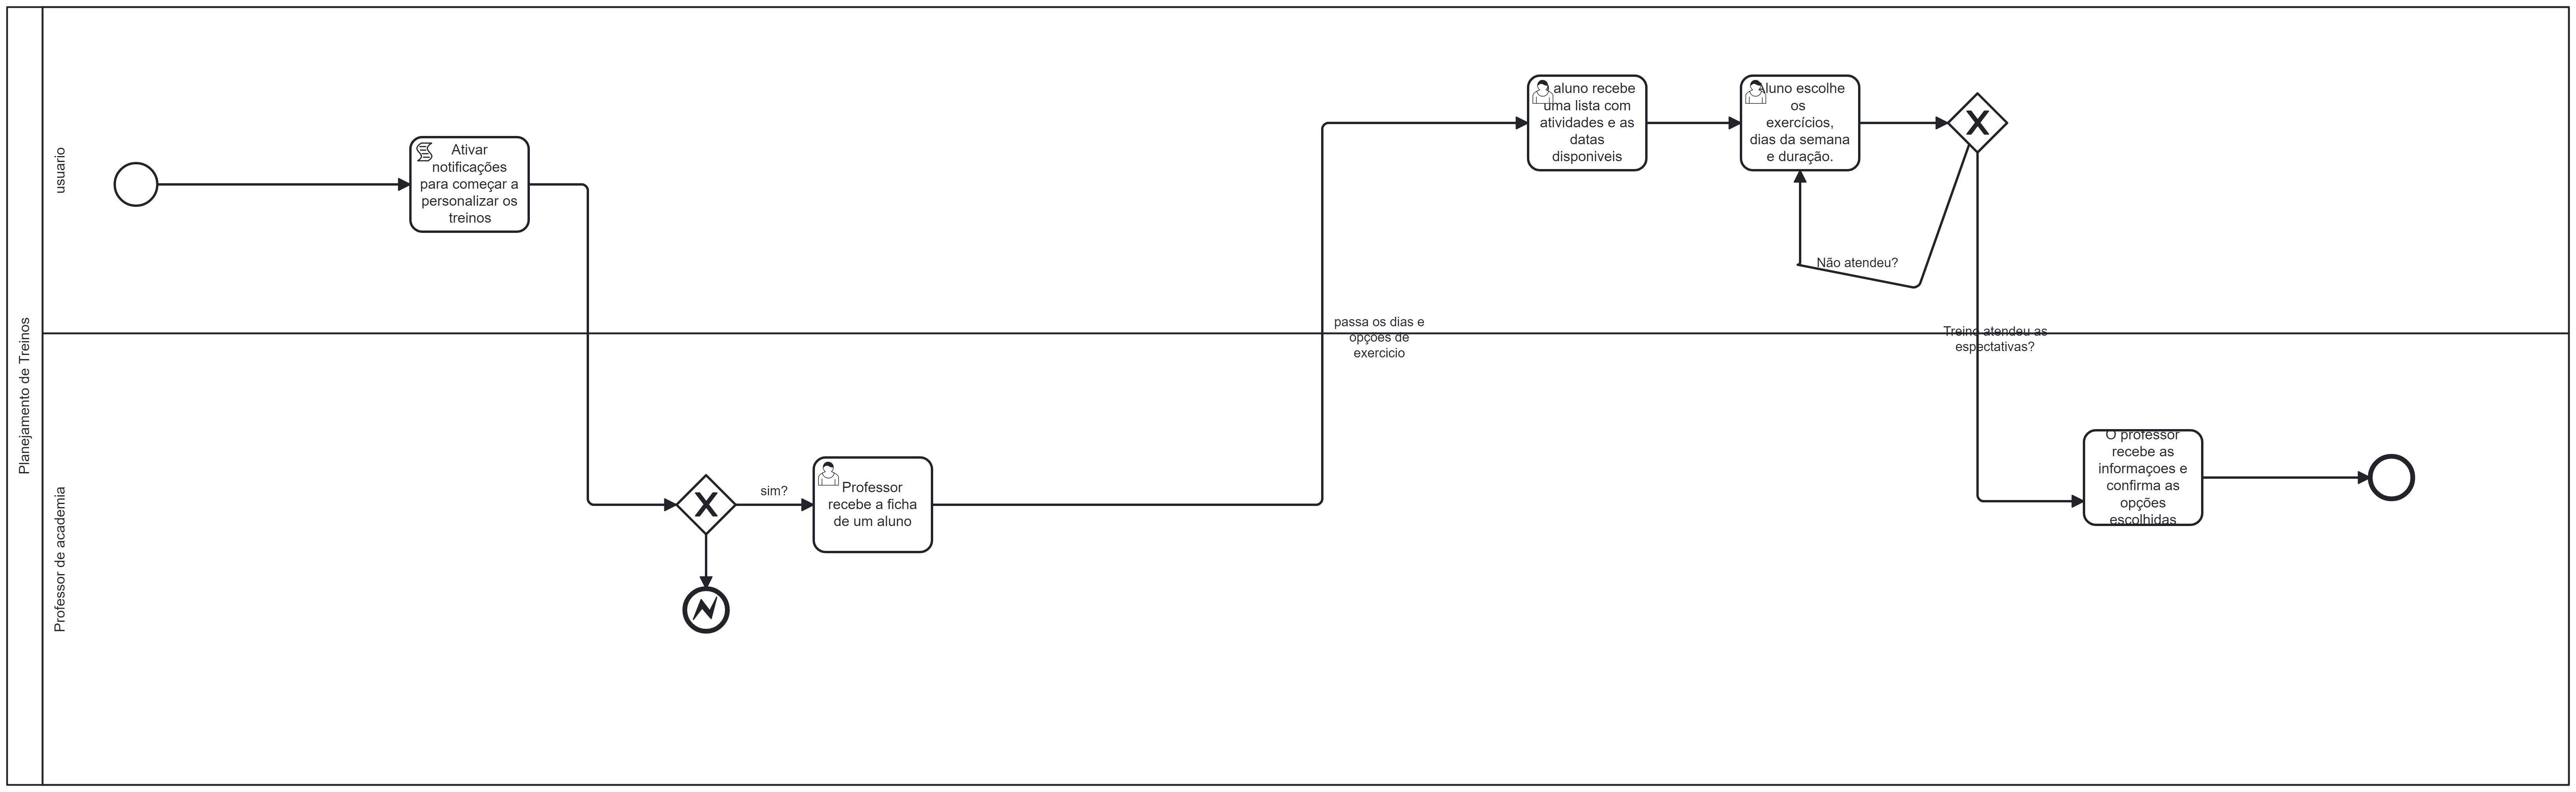 Planejamento de Treinos
usuario
Professor de academia
Ativar
notificações
para começar a
personalizar os
treinos
sim?
Professor
recebe a ficha
de um aluno
passa os dias e
opções de
exercicio
aluno recebe
uma lista com
atividades e as
datas
disponiveis
Aluno escolhe
os
exercícios,
dias da semana
e duração.
Não atendeu?
Treino atendeu as
espectativas?
O professor
recebe as
informaçoes e
confirma as
opções
escolhidas